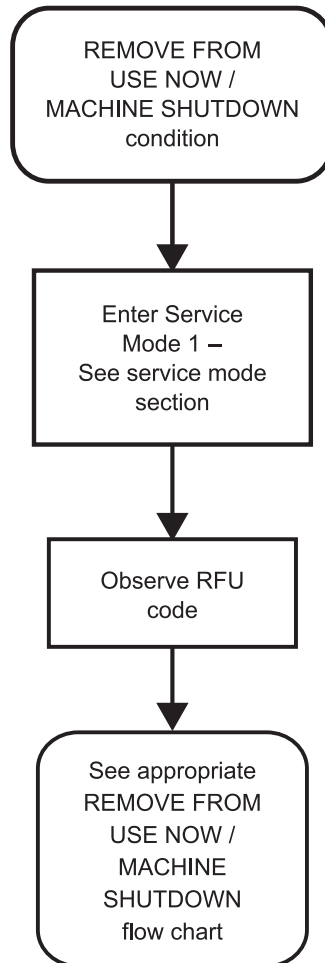 REMOVE FROM
USE NOW /
MACHINE SHUTDOWN
condition
Enter Service
Mode 1 –
See service mode
section
Observe RFU
code
See appropriate
REMOVE FROM
USE NOW /
MACHINE
SHUTDOWN
flow chart